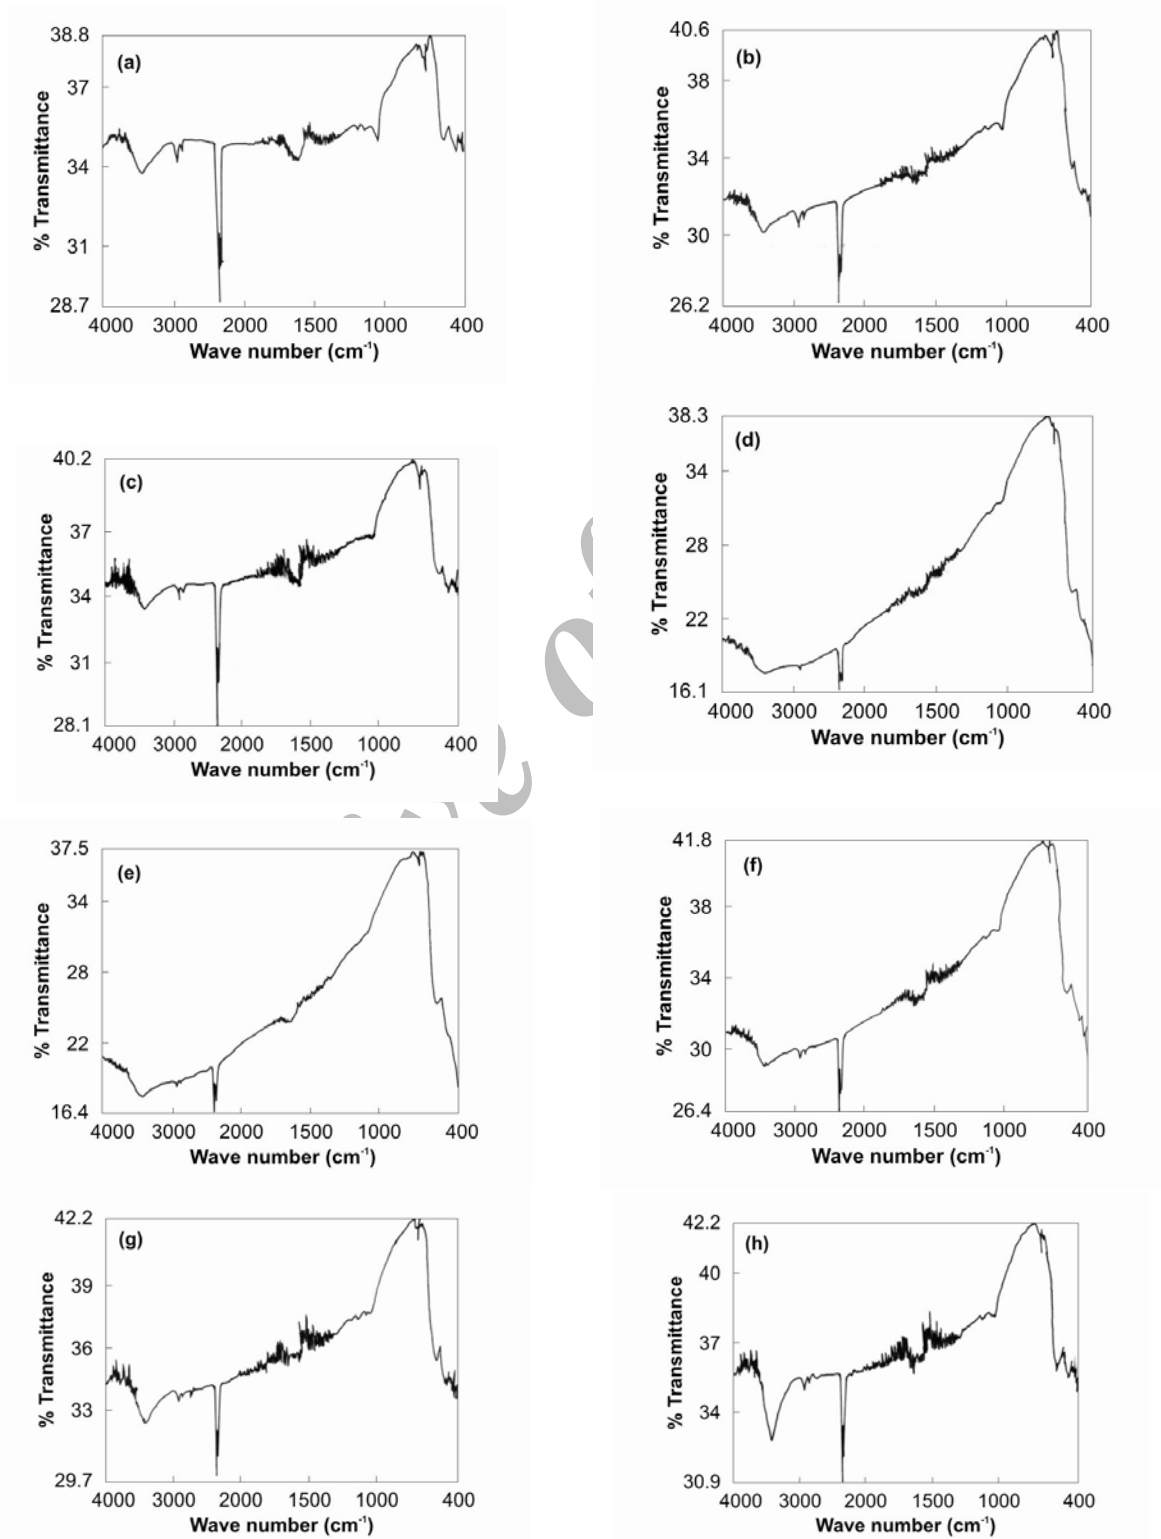 (a)
38.8
37
34
31
28.7
% Transmittance
4000 3000 2000 1500 1000 400
Wave number (cm-1)
(b)
40.6
38
34
30
26.2
% Transmittance
4000 3000 2000 1500 1000 400
Wave number (cm-1)
(c)
40.2
37
34
31
28.1
% Transmittance
4000 3000 2000 1500 1000 400
Wave number (cm-1)
(d)
38.3
34
28
22
16.1
% Transmittance
4000 3000 2000 1500 1000 400
Wave number (cm-1)
(e)
37.5
34
28
22
16.4
% Transmittance
4000 3000 2000 1500 1000 400
Wave number (cm-1)
(f)
41.8
38
34
30
26.4
% Transmittance
4000 3000 2000 1500 1000 400
Wave number (cm-1)
(g)
42.2
39
36
33
29.7
% Transmittance
4000 3000 2000 1500 1000 400
Wave number (cm-1)
(h)
42.2
40
37
34
30.9
% Transmittance
4000 3000 2000 1500 1000 400
Wave number (cm-1)